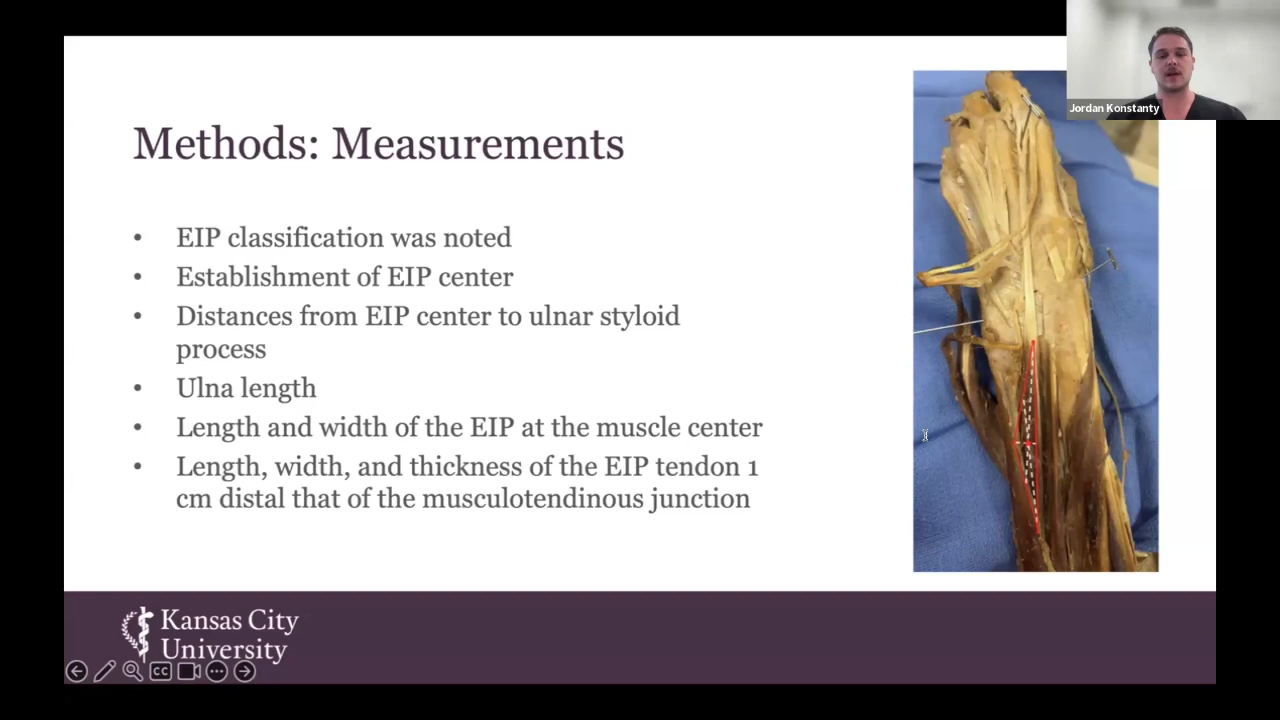 Jordan Konstanty
Methods: Measurements
• EIP classification was noted
• Establishment of EIP center
• Distances from EIP center to ulnar styloid
process
• Ulna length
• Length and width of the EIP at the muscle center
• Length, width, and thickness of the EIP tendon 1
cm distal that of the musculotendinous junction
Kansas City
University
CC